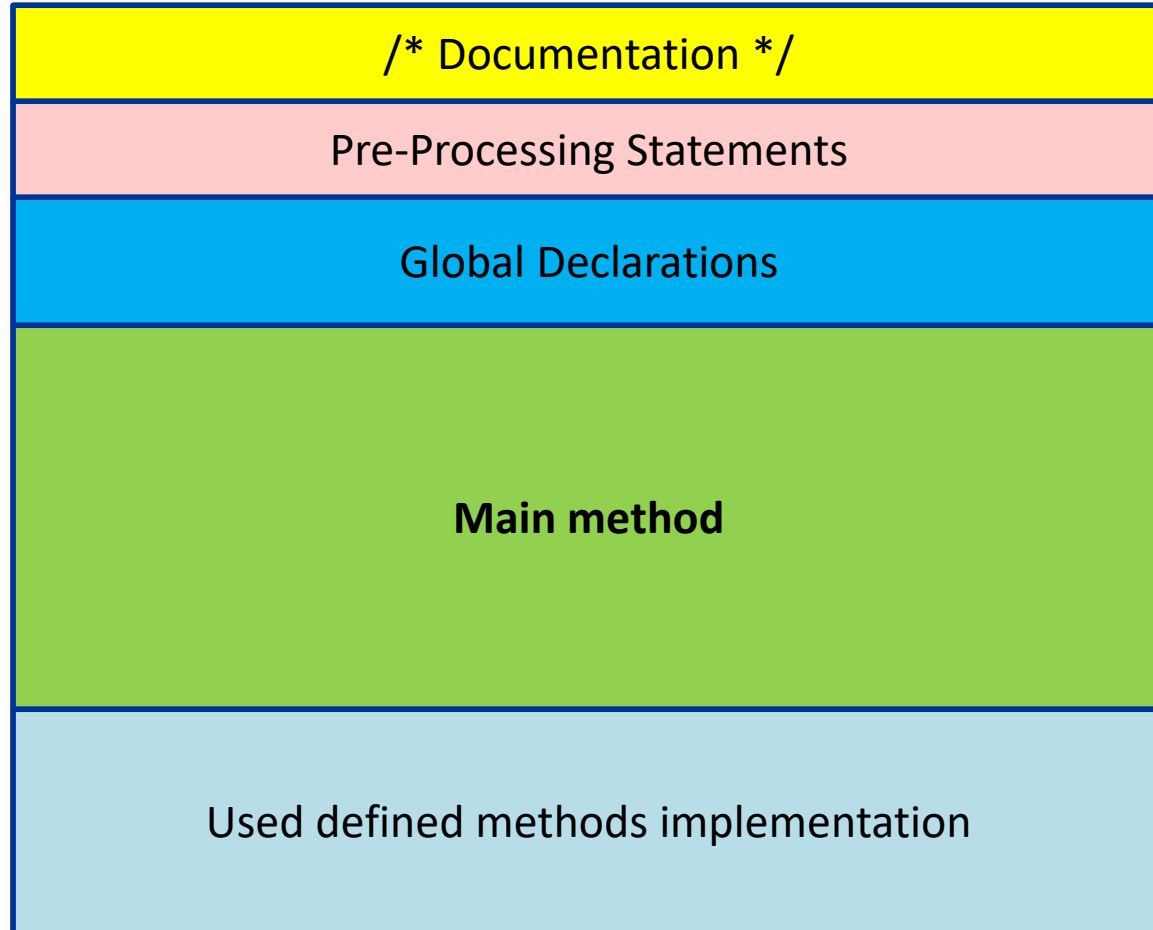 /* Documentation */
Pre-Processing Statements
Global Declarations
Main method
Used defined methods implementation